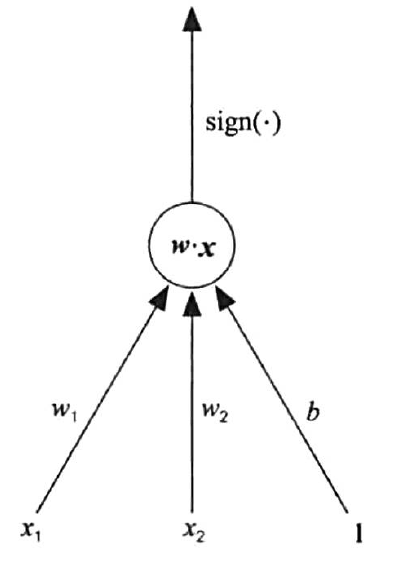 sign(·)
w·x
w₁ w₂ b
x₁ x₂ 1